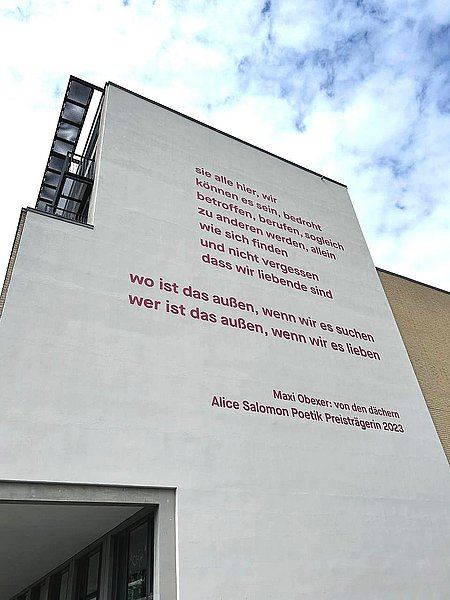 sie alle hier, wir
können es sein, bedroht
betroffen, berufen, sogleich
zu anderen werden, allein
wie sich finden
und nicht vergessen
dass wir liebende sind
wo ist das außen, wenn wir es suchen
wer ist das außen, wenn wir es lieben
Maxi Obexer: von den dächern
Alice Salomon Poetik Preisträgerin 2023